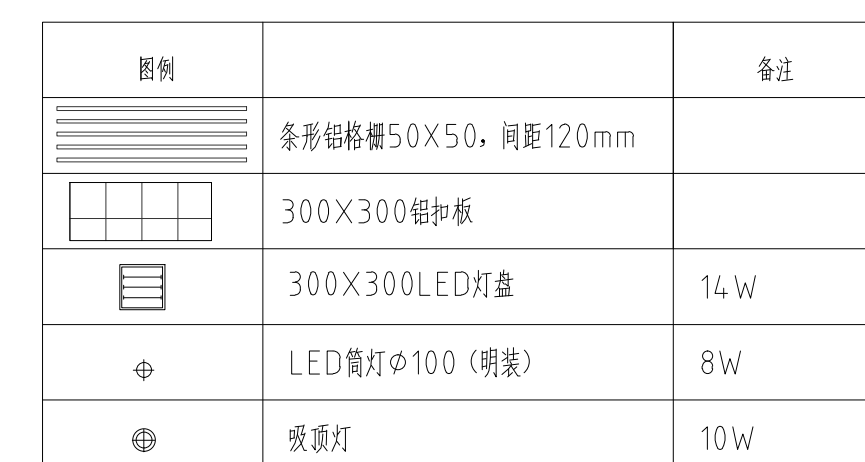 图例 备注
条形铝格栅50X50，间距120mm
300X300铝扣板
300X300LED灯盘 14W
LED筒灯Φ100（明装） 8W
吸顶灯 10W